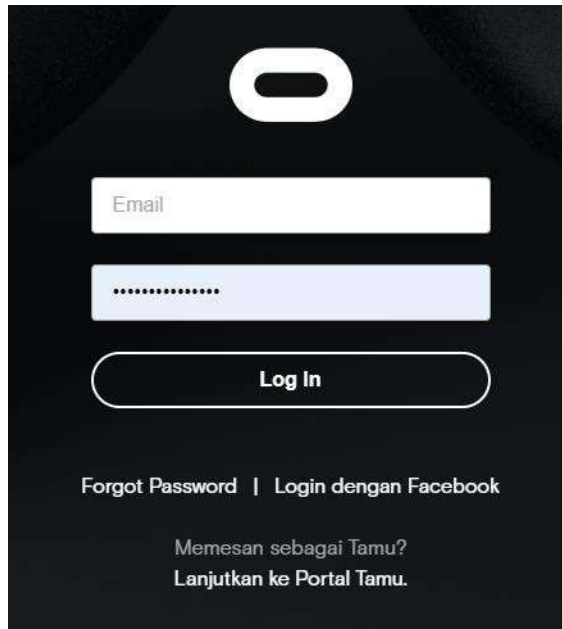 Email
•••••••••••••••
Log In
Forgot Password | Login dengan Facebook
Memesan sebagai Tamu?
Lanjutkan ke Portal Tamu.